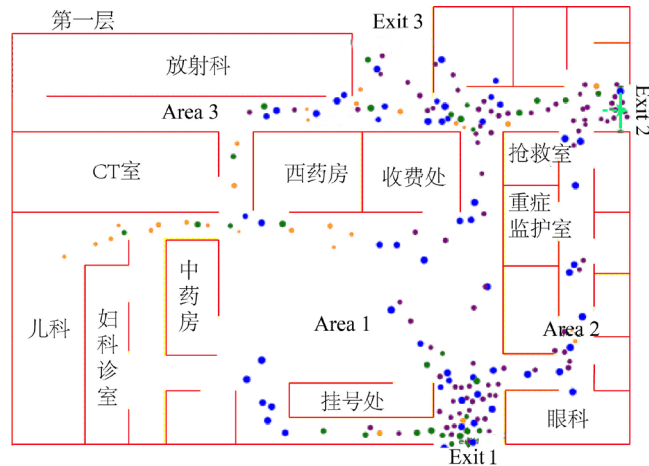 第一层
Exit 3
放射科
Exit 2
Area 3
抢救室
CT室
西药房
收费处
重症
监护室
中药房
儿科
妇科诊室
Area 1
Area 2
挂号处
眼科
Exit 1